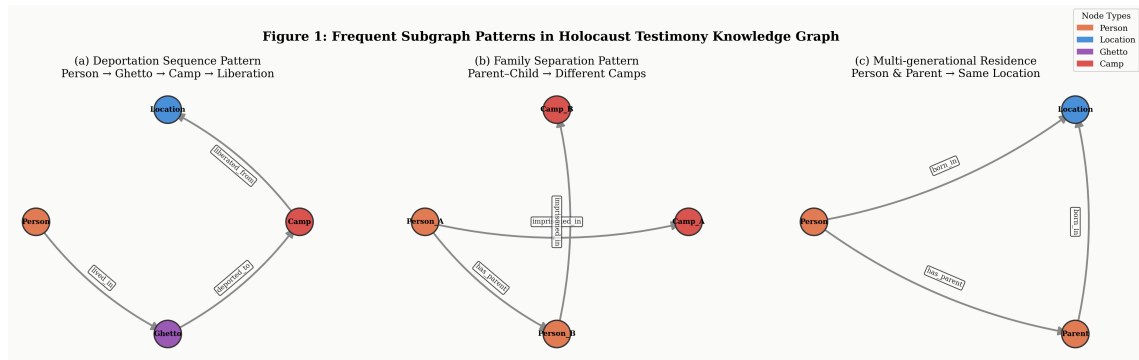 Figure 1: Frequent Subgraph Patterns in Holocaust Testimony Knowledge Graph
Node Types
Person
Location
Ghetto
Camp
(a) Deportation Sequence Pattern
Person → Ghetto → Camp → Liberation
Location
liberated_from
Person
Camp
lived_in
deported_to
Ghetto
(b) Family Separation Pattern
Parent–Child → Different Camps
Camp_B
imprisoned_in
Person_A
imprisoned_in
Camp_A
has_parent
Person_B
(c) Multi-generational Residence
Person & Parent → Same Location
Location
born_in
Person
born_in
has_parent
Parent